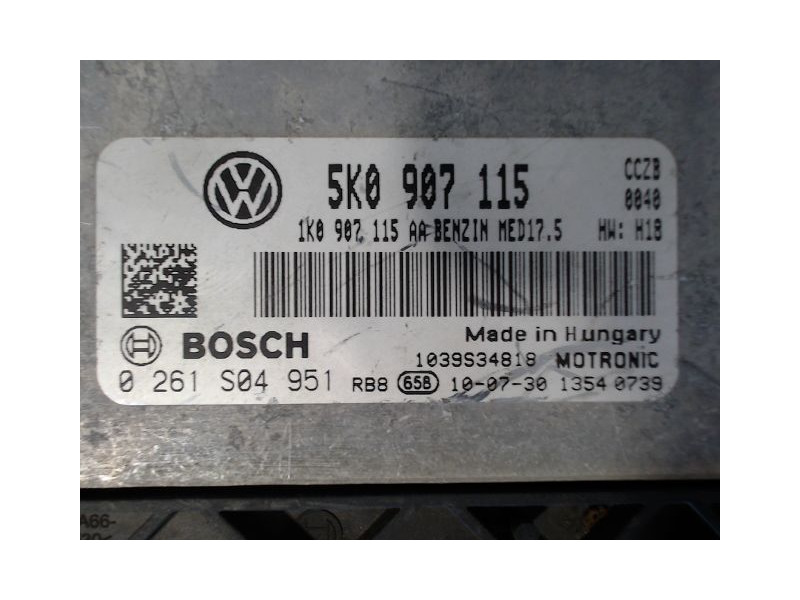 5K0 907 115
CCZB
0040
1K0 907 115 AA BENZIN MED17.5 HW: H18
BOSCH
Made in Hungary
1039S34818 MOTRONIC
0 261 S04 951 RB8 658 10-07-30 1354 0739
A66-